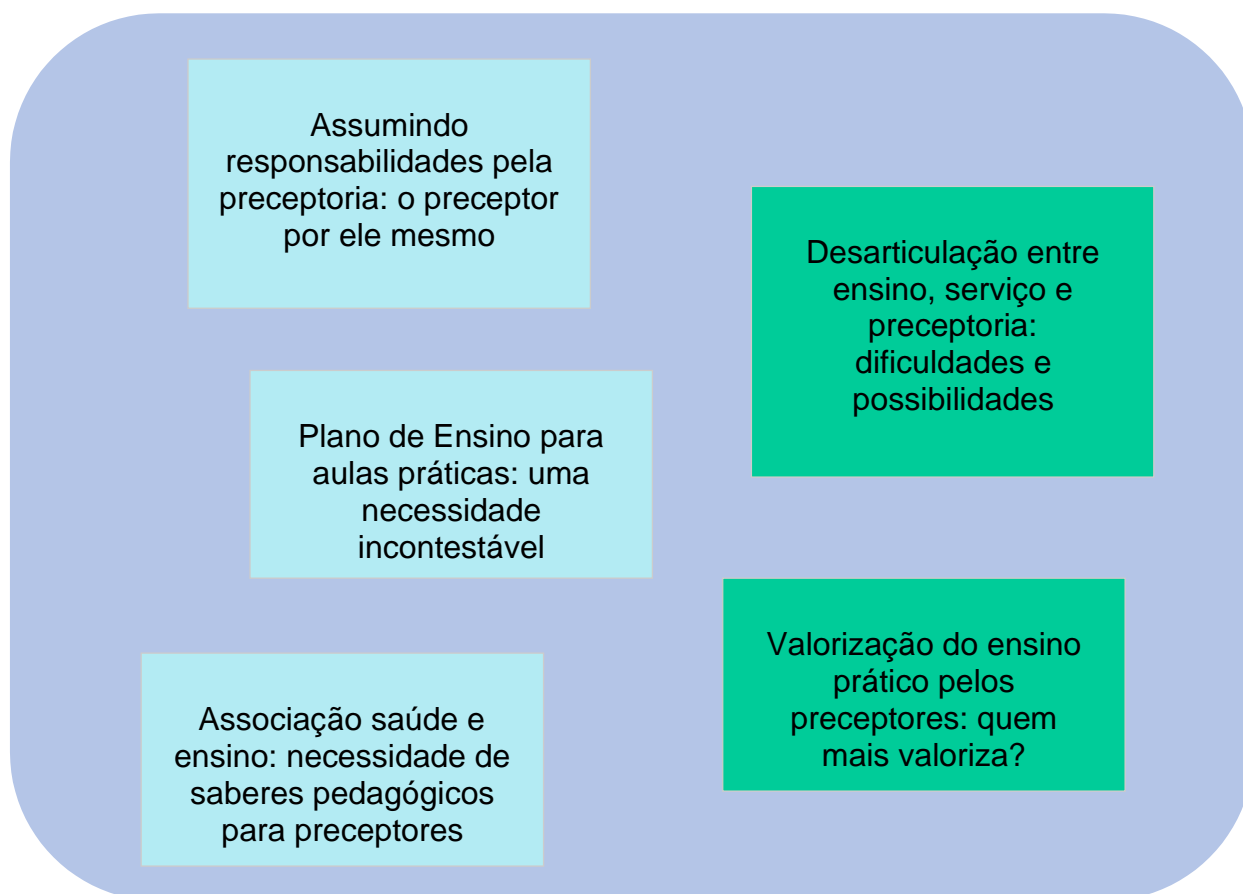 Assumindo
responsabilidades pela
preceptoria: o preceptor
por ele mesmo
Desarticulação entre
ensino, serviço e
preceptoria:
dificuldades e
possibilidades
Plano de Ensino para
aulas práticas: uma
necessidade
incontestável
Valorização do ensino
prático pelos
preceptores: quem
mais valoriza?
Associação saúde e
ensino: necessidade de
saberes pedagógicos
para preceptores